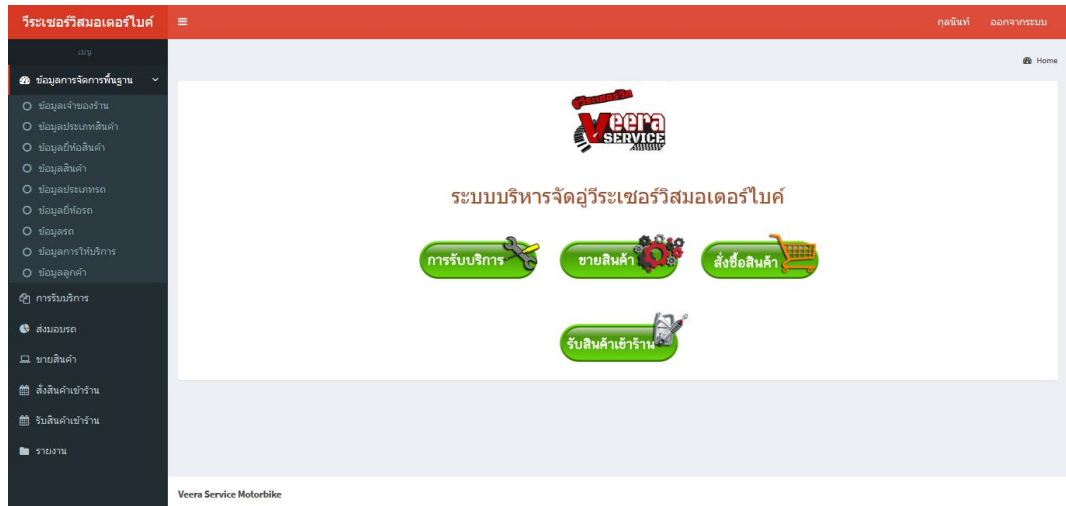 วีระเซอร์วิสมอเตอร์ไบค์
กุลนันท์ ออกจากระบบ
เมนู
Home
ข้อมูลการจัดการพื้นฐาน
ข้อมูลเจ้าของร้าน
ข้อมูลประเภทสินค้า
ข้อมูลยี่ห้อสินค้า
ข้อมูลสินค้า
ข้อมูลประเภทรถ
ข้อมูลยี่ห้อรถ
ข้อมูลรถ
ข้อมูลการให้บริการ
ข้อมูลลูกค้า
การรับบริการ
ส่งมอบรถ
ขายสินค้า
สั่งสินค้าเข้าร้าน
รับสินค้าเข้าร้าน
รายงาน
อู่วีระเซอร์วิส
Veera
SERVICE
ระบบบริหารจัดอู่วีระเซอร์วิสมอเตอร์ไบค์
การรับบริการ
ขายสินค้า
สั่งซื้อสินค้า
รับสินค้าเข้าร้าน
Veera Service Motorbike